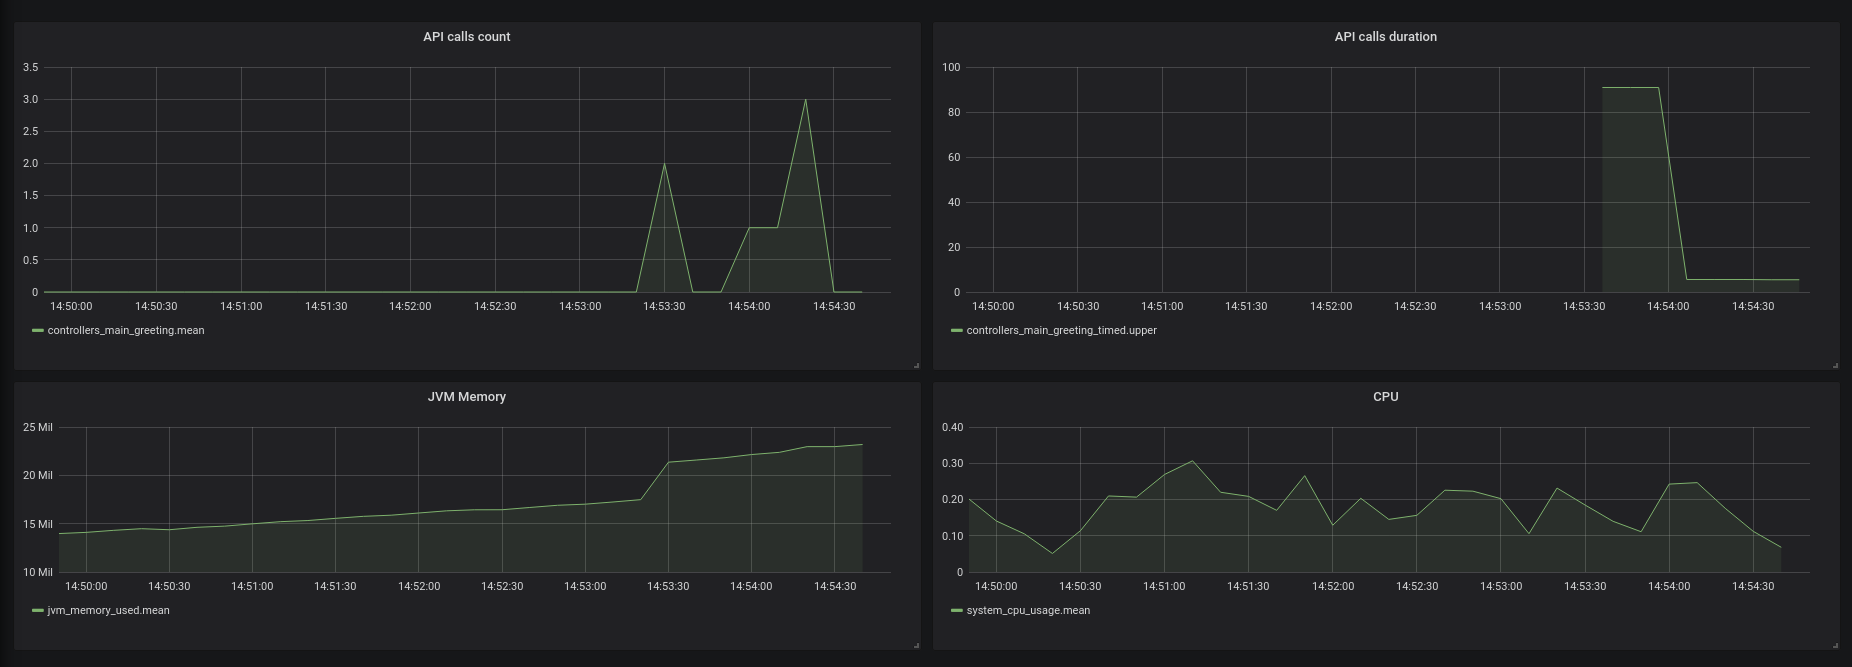 API calls count
3.5
3.0
2.5
2.0
1.5
1.0
0.5
0
14:50:00 14:50:30 14:51:00 14:51:30 14:52:00 14:52:30 14:53:00 14:53:30 14:54:00 14:54:30
controllers_main_greeting.mean
API calls duration
100
80
60
40
20
0
14:50:00 14:50:30 14:51:00 14:51:30 14:52:00 14:52:30 14:53:00 14:53:30 14:54:00 14:54:30
controllers_main_greeting_timed.upper
JVM Memory
25 Mil
20 Mil
15 Mil
10 Mil
14:50:00 14:50:30 14:51:00 14:51:30 14:52:00 14:52:30 14:53:00 14:53:30 14:54:00 14:54:30
jvm_memory_used.mean
CPU
0.40
0.30
0.20
0.10
0
14:50:00 14:50:30 14:51:00 14:51:30 14:52:00 14:52:30 14:53:00 14:53:30 14:54:00 14:54:30
system_cpu_usage.mean